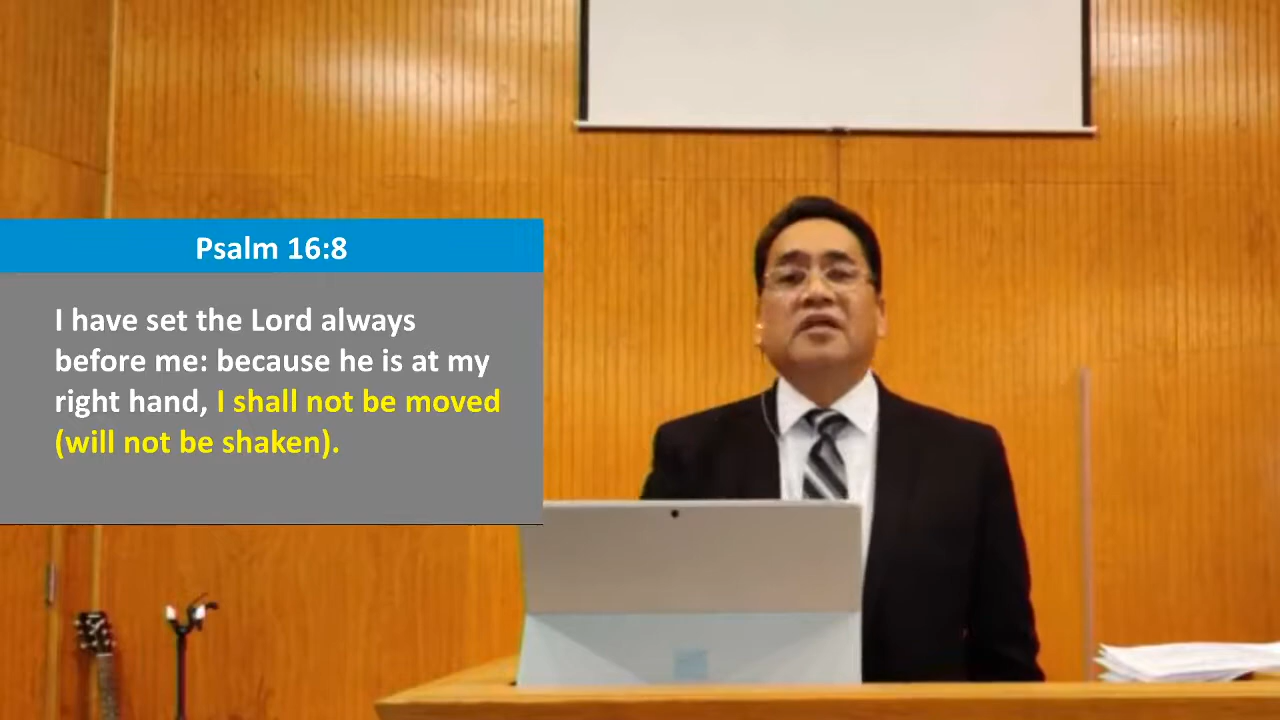 Psalm 16:8
I have set the Lord always
before me: because he is at my
right hand, I shall not be moved
(will not be shaken).